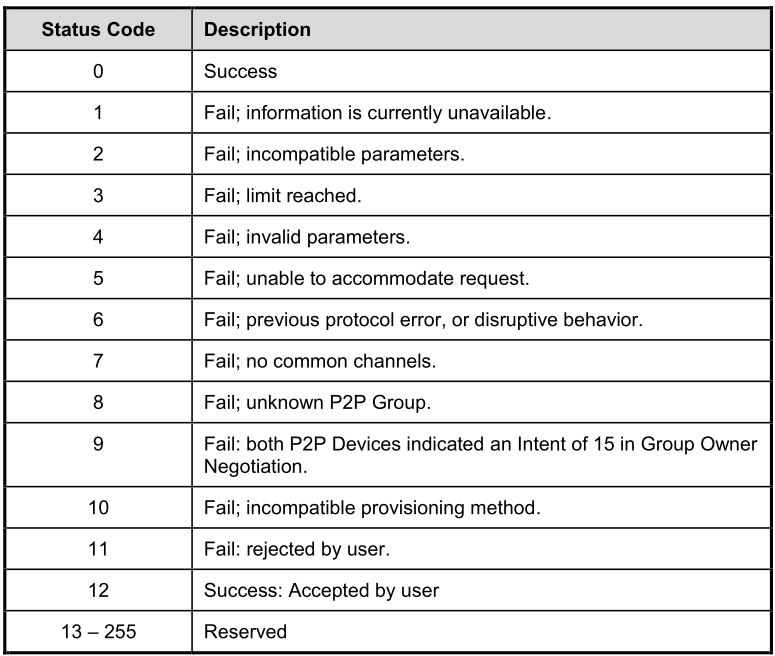 Status Code Description
0 Success
1 Fail; information is currently unavailable.
2 Fail; incompatible parameters.
3 Fail; limit reached.
4 Fail; invalid parameters.
5 Fail; unable to accommodate request.
6 Fail; previous protocol error, or disruptive behavior.
7 Fail; no common channels.
8 Fail; unknown P2P Group.
9 Fail: both P2P Devices indicated an Intent of 15 in Group Owner
Negotiation.
10 Fail; incompatible provisioning method.
11 Fail: rejected by user.
12 Success: Accepted by user
13 – 255 Reserved